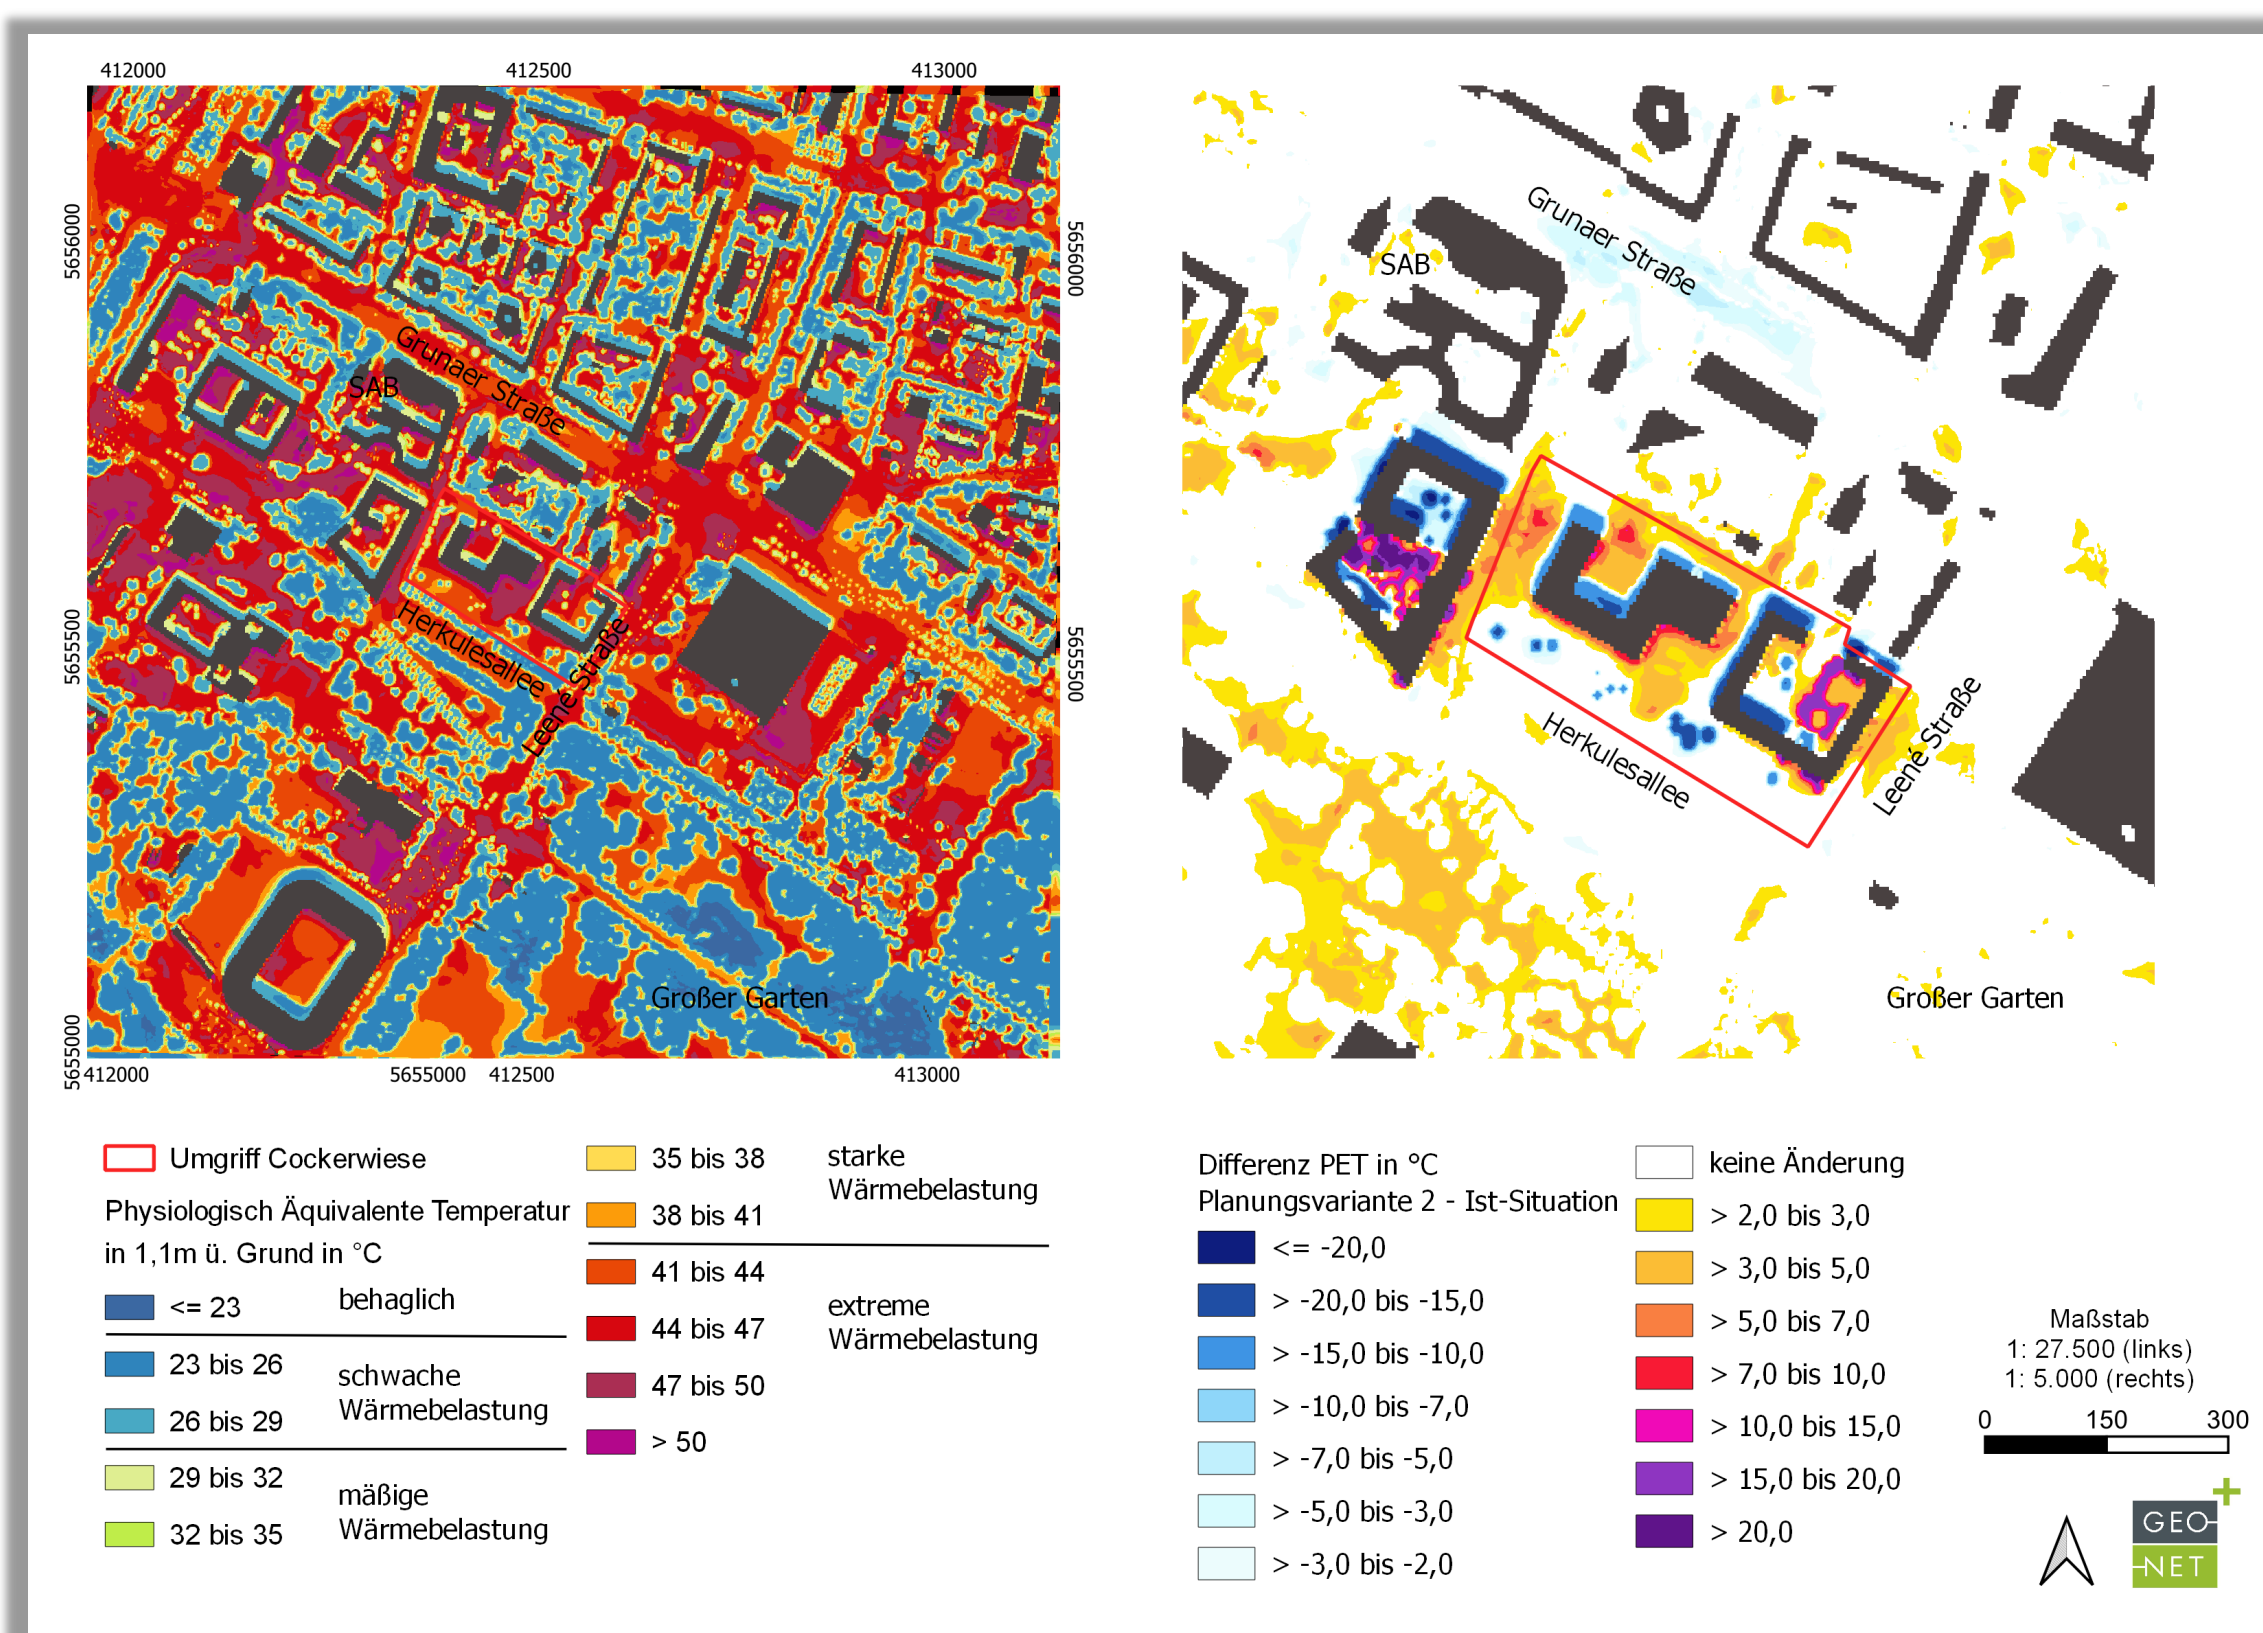 412000
412500
413000
5656000
5656000
5655500
5655500
5655000
Grunaer Straße
SAB
Herkulesallee
Leené Straße
Großer Garten
412000
5655000
412500
413000
Grunaer Straße
SAB
Herkulesallee
Leené Straße
Großer Garten
Umgriff Cockerwiese
Physiologisch Äquivalente Temperatur
in 1,1m ü. Grund in °C
<= 23
behaglich
23 bis 26
26 bis 29
schwache
Wärmebelastung
29 bis 32
32 bis 35
mäßige
Wärmebelastung
35 bis 38
38 bis 41
starke
Wärmebelastung
41 bis 44
44 bis 47
47 bis 50
> 50
extreme
Wärmebelastung
Differenz PET in °C
Planungsvariante 2 - Ist-Situation
<= -20,0
> -20,0 bis -15,0
> -15,0 bis -10,0
> -10,0 bis -7,0
> -7,0 bis -5,0
> -5,0 bis -3,0
> -3,0 bis -2,0
keine Änderung
> 2,0 bis 3,0
> 3,0 bis 5,0
> 5,0 bis 7,0
> 7,0 bis 10,0
> 10,0 bis 15,0
> 15,0 bis 20,0
> 20,0
Maßstab
1: 27.500 (links)
1: 5.000 (rechts)
0 150 300
GEO
NET